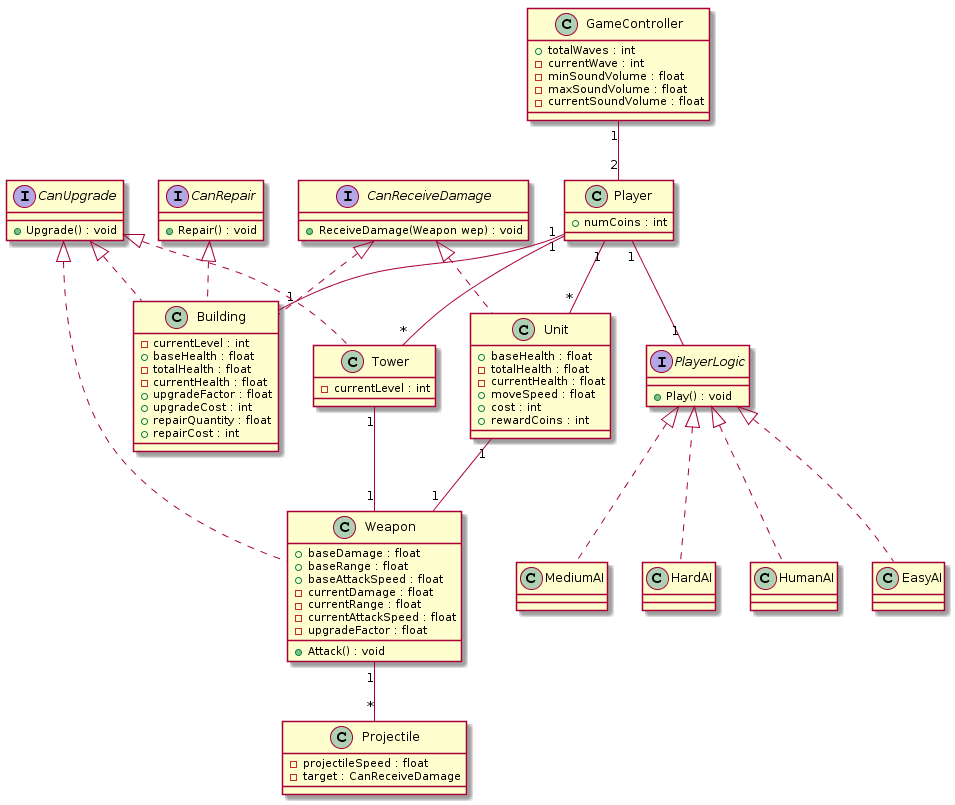 C GameController
totalWaves : int
currentWave : int
minSoundVolume : float
maxSoundVolume : float
currentSoundVolume : float
1
2
I CanUpgrade
Upgrade() : void
I CanRepair
Repair() : void
I CanReceiveDamage
ReceiveDamage(Weapon wep) : void
C Player
numCoins : int
1
1
1
1
1
*
*
1
C Building
currentLevel : int
baseHealth : float
totalHealth : float
currentHealth : float
upgradeFactor : float
upgradeCost : int
repairQuantity : float
repairCost : int
C Tower
currentLevel : int
C Unit
baseHealth : float
totalHealth : float
currentHealth : float
moveSpeed : float
cost : int
rewardCoins : int
I PlayerLogic
Play() : void
1
1
1
1
C Weapon
baseDamage : float
baseRange : float
baseAttackSpeed : float
currentDamage : float
currentRange : float
currentAttackSpeed : float
upgradeFactor : float
Attack() : void
C MediumAI
C HardAI
C HumanAI
C EasyAI
1
*
C Projectile
projectileSpeed : float
target : CanReceiveDamage